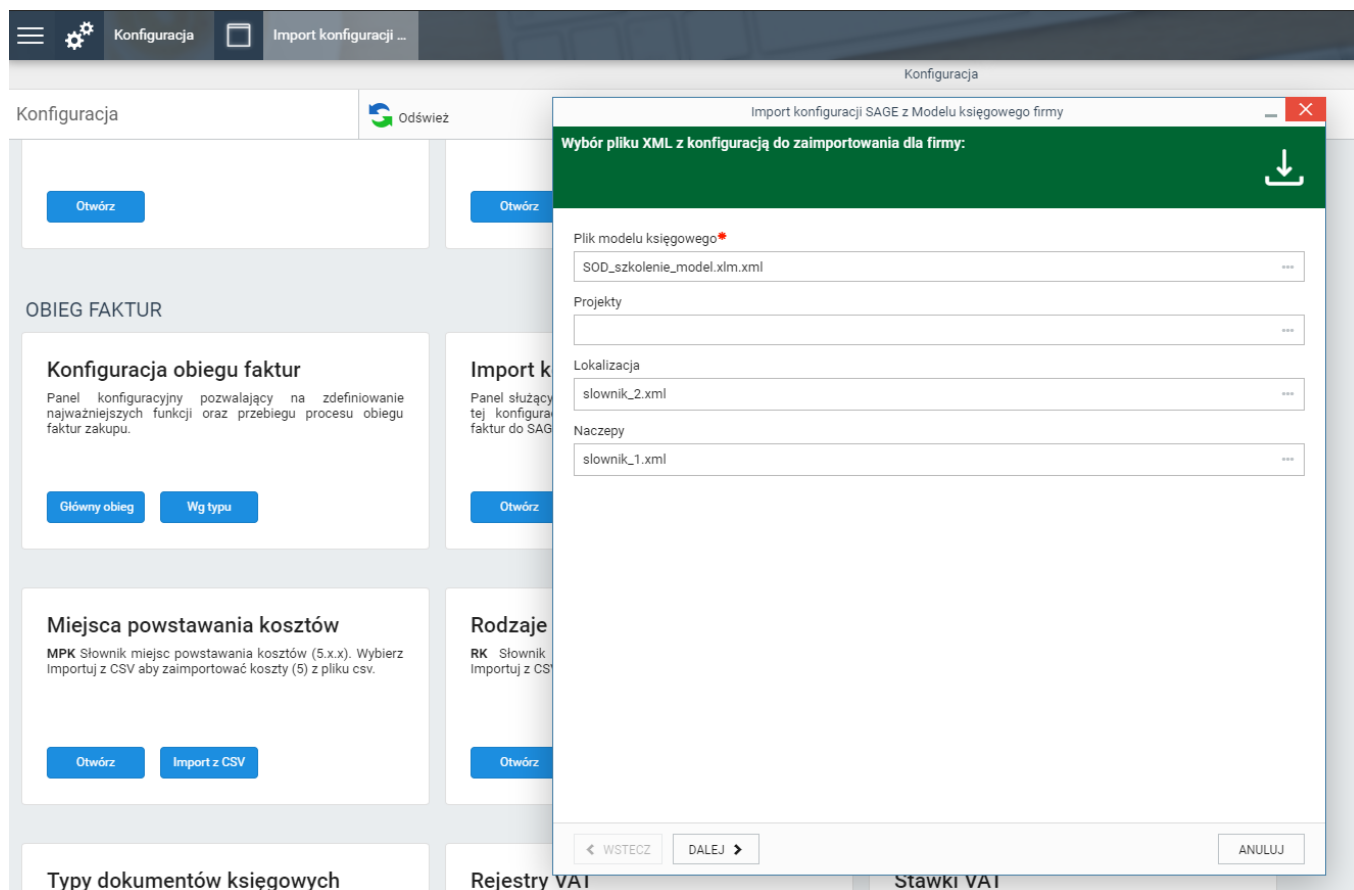 Konfiguracja
Import konfiguracji ...
Konfiguracja
Konfiguracja
Odśwież
Otwórz
Otwórz
OBIEG FAKTUR
Konfiguracja obiegu faktur
Panel konfiguracyjny pozwalający na zdefiniowanie
najważniejszych funkcji oraz przebiegu procesu obiegu
faktur zakupu.
Główny obieg
Wg typu
Import k
Panel służący
tej konfigura
faktur do SAG
Otwórz
Miejsca powstawania kosztów
MPK Słownik miejsc powstawania kosztów (5.x.x). Wybierz
Importuj z CSV aby zaimportować koszty (5) z pliku csv.
Otwórz
Import z CSV
Rodzaje
RK Słownik
Importuj z CS
Otwórz
Typy dokumentów księgowych
Rejestry VAT
Stawki VAT
Import konfiguracji SAGE z Modelu księgowego firmy
Wybór pliku XML z konfiguracją do zaimportowania dla firmy:
Plik modelu księgowego*
SOD_szkolenie_model.xlm.xml
Projekty
Lokalizacja
slownik_2.xml
Naczepy
slownik_1.xml
WSTECZ
DALEJ
ANULUJ